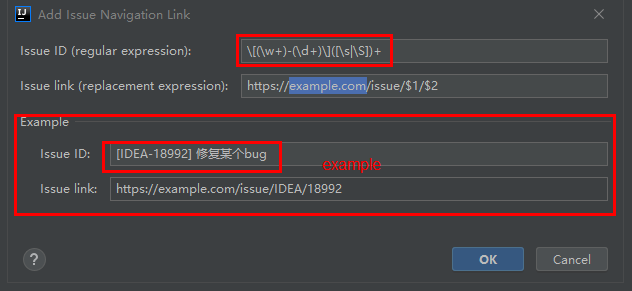 Add Issue Navigation Link
Issue ID (regular expression): \[(\w+)-(\d+)\]([\s|\S])+
Issue link (replacement expression): https://example.com/issue/$1/$2
Example
Issue ID: [IDEA-18992] 修复某个bug
example
Issue link: https://example.com/issue/IDEA/18992
? OK Cancel